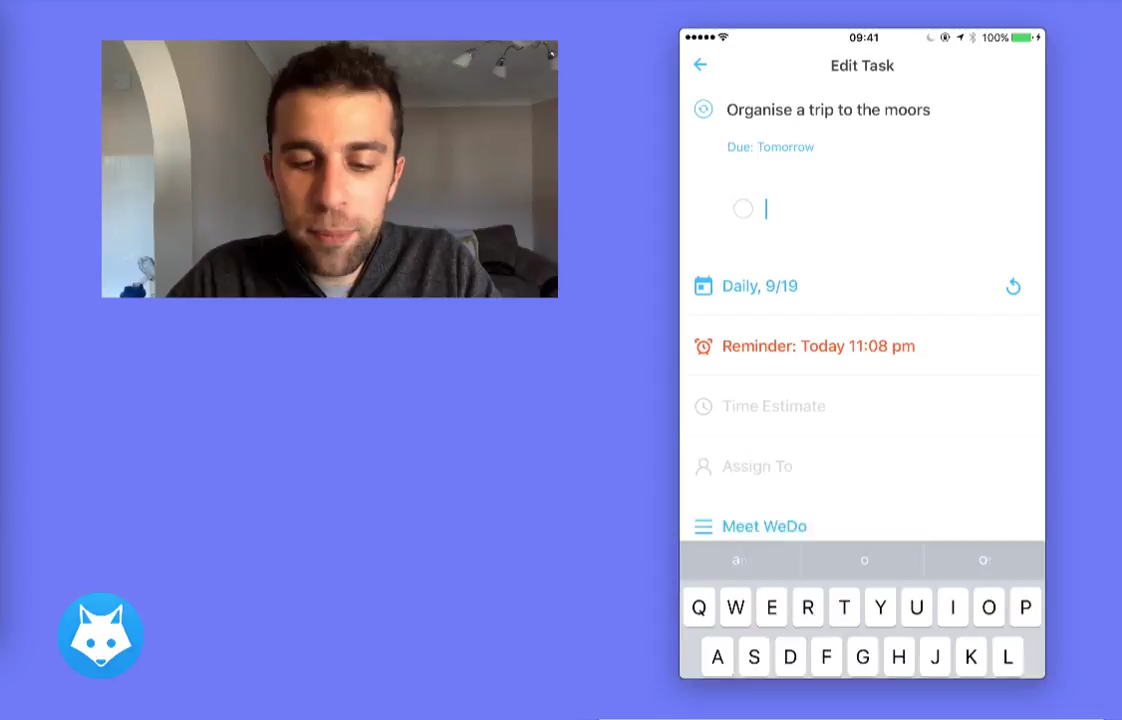 09:41
100%
Edit Task
Organise a trip to the moors
Due: Tomorrow
Daily, 9/19
Reminder: Today 11:08 pm
Time Estimate
Assign To
Meet WeDo
an o
Q W E R T Y U I O P
A S D F G H J K L